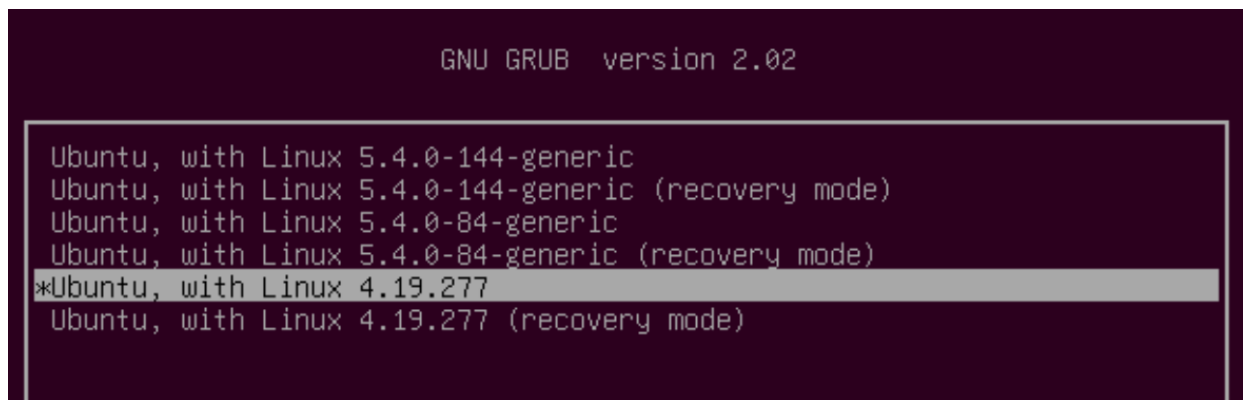 GNU GRUB  version 2.02
Ubuntu, with Linux 5.4.0-144-generic
Ubuntu, with Linux 5.4.0-144-generic (recovery mode)
Ubuntu, with Linux 5.4.0-84-generic
Ubuntu, with Linux 5.4.0-84-generic (recovery mode)
*Ubuntu, with Linux 4.19.277
Ubuntu, with Linux 4.19.277 (recovery mode)